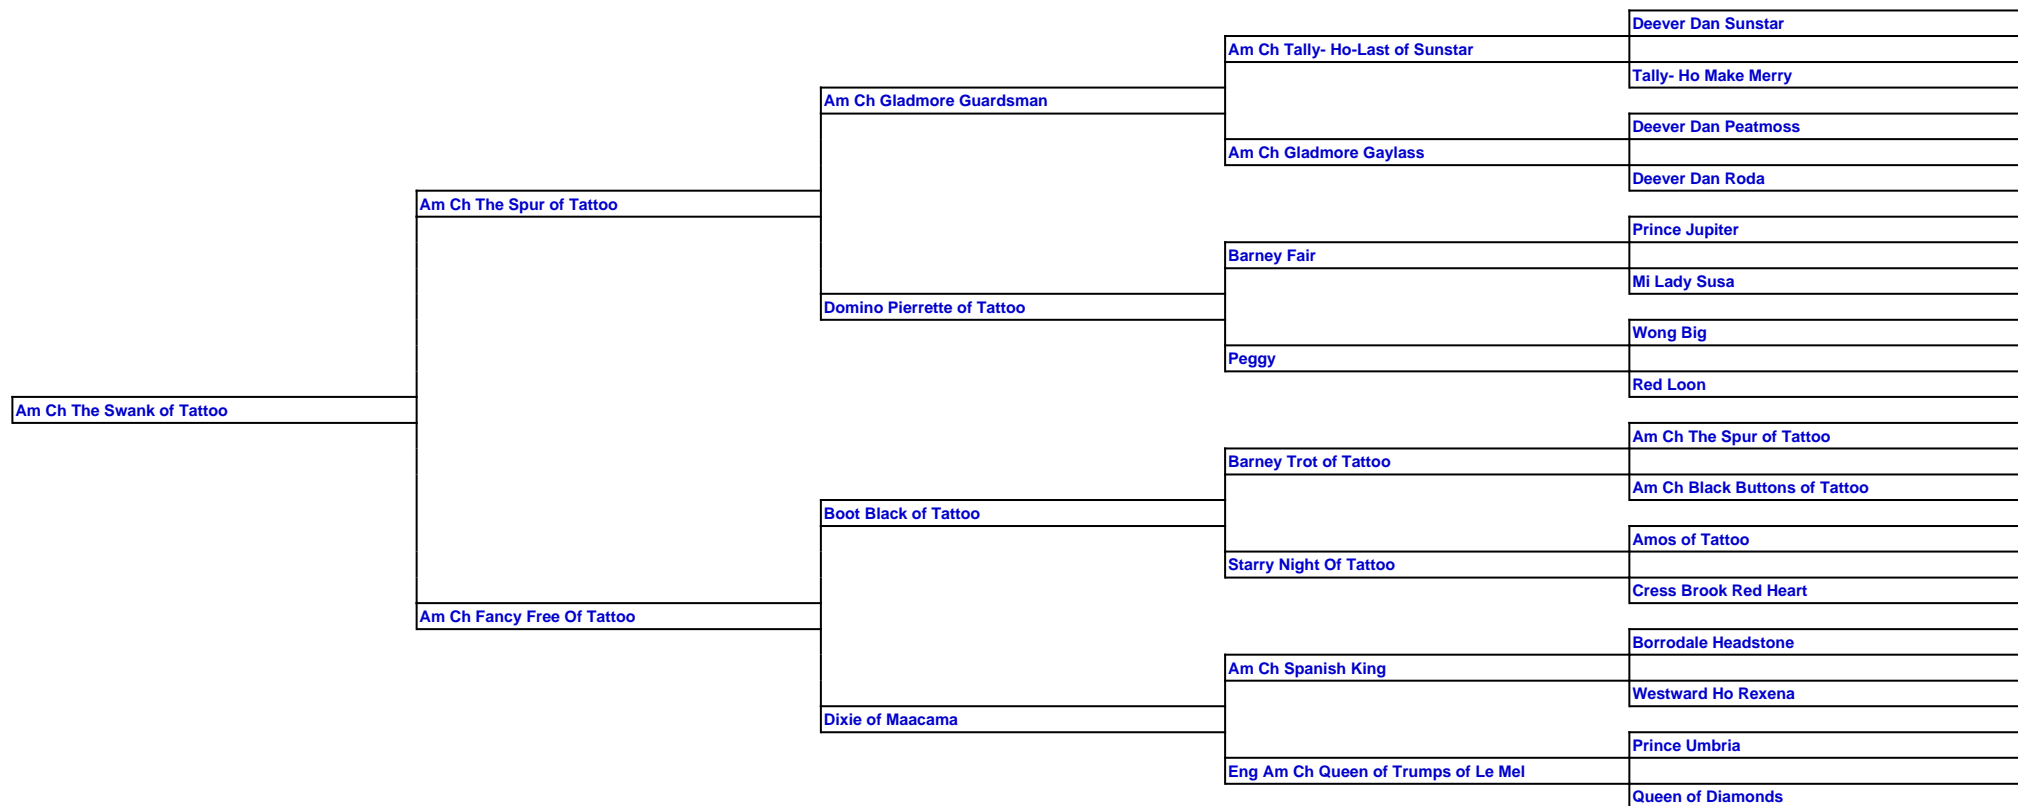 Deever Dan Sunstar
Am Ch Tally- Ho-Last of Sunstar
Tally- Ho Make Merry
Am Ch Gladmore Guardsman
Deever Dan Peatmoss
Am Ch Gladmore Gaylass
Deever Dan Roda
Am Ch The Spur of Tattoo
Prince Jupiter
Barney Fair
Mi Lady Susa
Domino Pierrette of Tattoo
Wong Big
Peggy
Red Loon
Am Ch The Swank of Tattoo
Am Ch The Spur of Tattoo
Barney Trot of Tattoo
Am Ch Black Buttons of Tattoo
Boot Black of Tattoo
Amos of Tattoo
Starry Night Of Tattoo
Cress Brook Red Heart
Am Ch Fancy Free Of Tattoo
Borrodale Headstone
Am Ch Spanish King
Westward Ho Rexena
Dixie of Maacama
Prince Umbria
Eng Am Ch Queen of Trumps of Le Mel
Queen of Diamonds